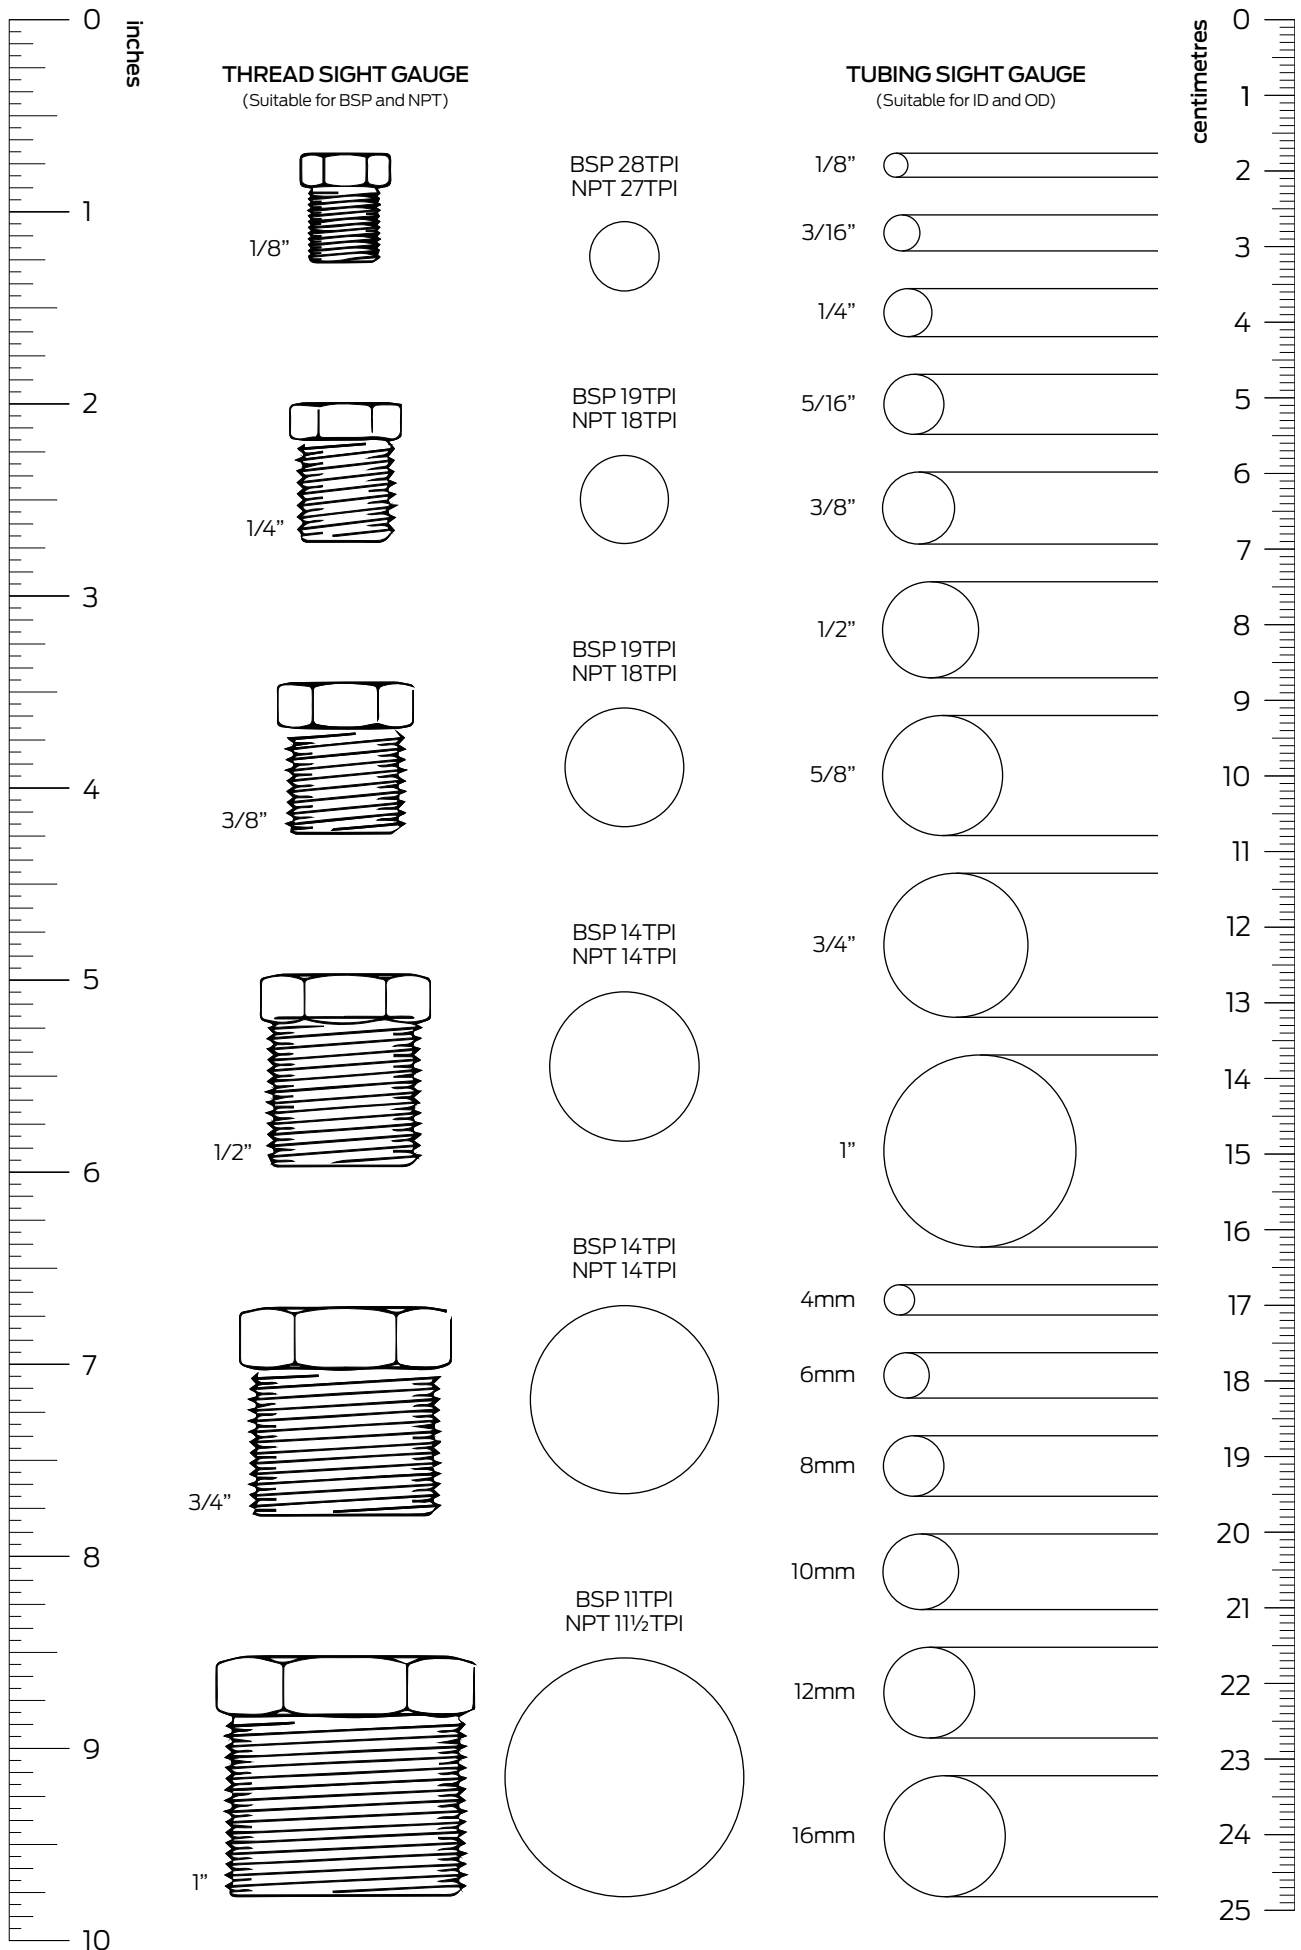 inches
0
1
2
3
4
5
6
7
8
9
10
THREAD SIGHT GAUGE
(Suitable for BSP and NPT)
1/8”
BSP 28TPI
NPT 27TPI
1/4”
BSP 19TPI
NPT 18TPI
3/8”
BSP 19TPI
NPT 18TPI
1/2”
BSP 14TPI
NPT 14TPI
3/4”
BSP 14TPI
NPT 14TPI
1”
BSP 11TPI
NPT 11½TPI
TUBING SIGHT GAUGE
(Suitable for ID and OD)
1/8”
3/16”
1/4”
5/16”
3/8”
1/2”
5/8”
3/4”
1”
4mm
6mm
8mm
10mm
12mm
16mm
centimetres
0
1
2
3
4
5
6
7
8
9
10
11
12
13
14
15
16
17
18
19
20
21
22
23
24
25